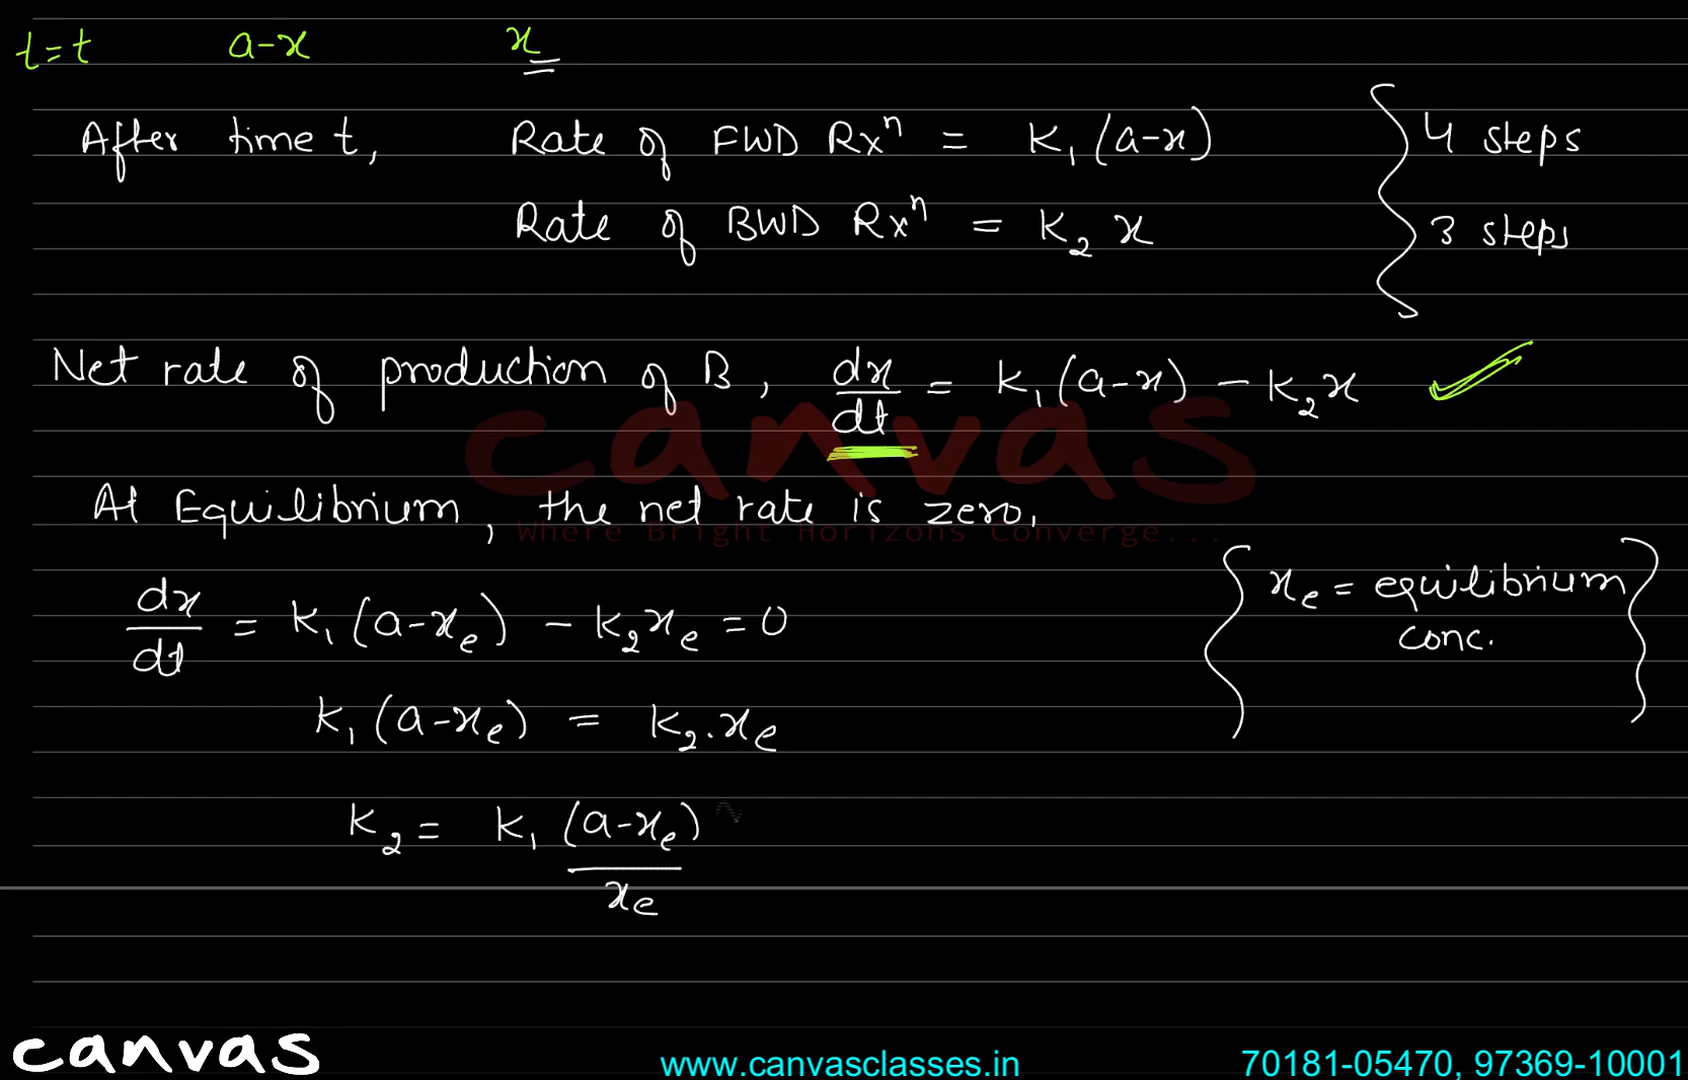 t=t a-x x
After time t, Rate of FWD Rxⁿ = K₁(a-x) 4 steps
Rate of BWD Rxⁿ = K₂ x 3 steps
Net rate of production of B, dx/dt = K₁(a-x) - K₂x
canvas
At Equilibrium, the net rate is zero.
Where Bright Horizons Converge...
dx/dt = K₁(a-xₑ) - K₂xₑ = 0 { xₑ = equilibrium
conc. }
K₁(a-xₑ) = K₂.xₑ
K₂ = K₁ (a-xₑ)/xₑ
canvas www.canvasclasses.in 70181-05470, 97369-10001